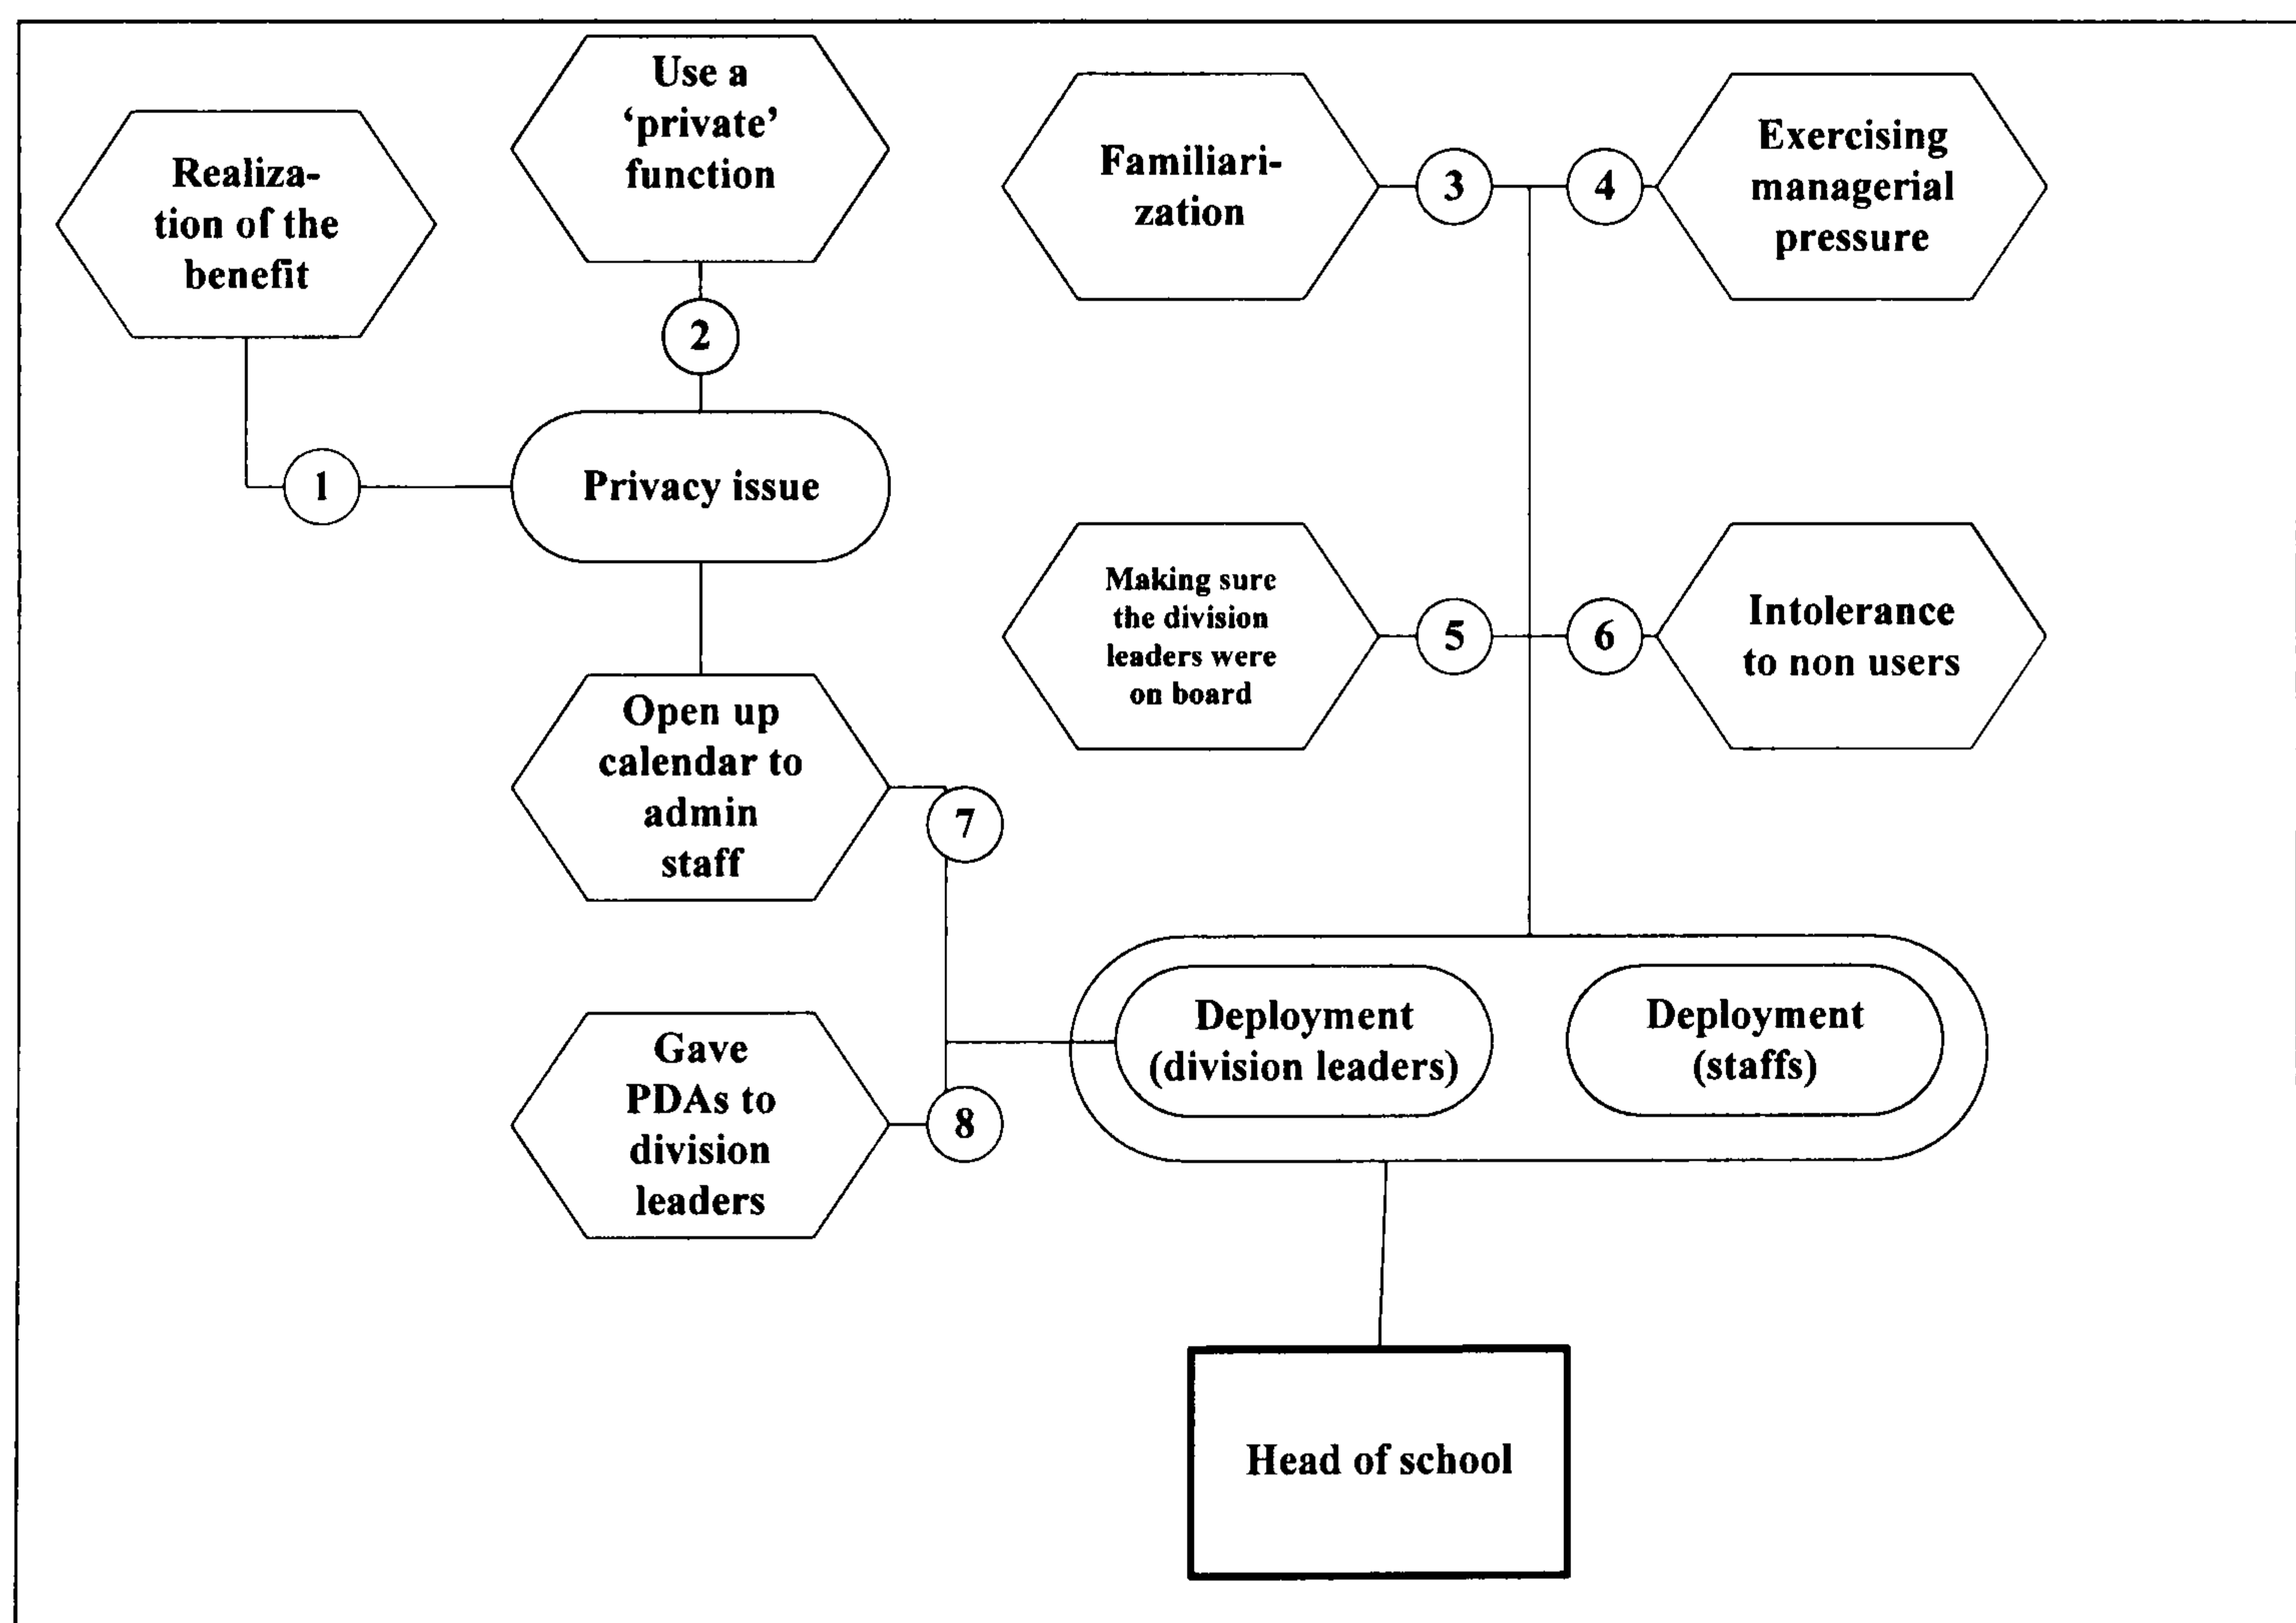 Use a
‘private’
function
Realiza-
tion of the
benefit
Familiari-
zation
3
4
Exercising
managerial
pressure
2
1
Privacy issue
Making sure
the division
leaders were
on board
5
6
Intolerance
to non users
Open up
calendar to
admin
staff
7
Gave
PDAs to
division
leaders
8
Deployment
(division leaders)
Deployment
(staffs)
Head of school